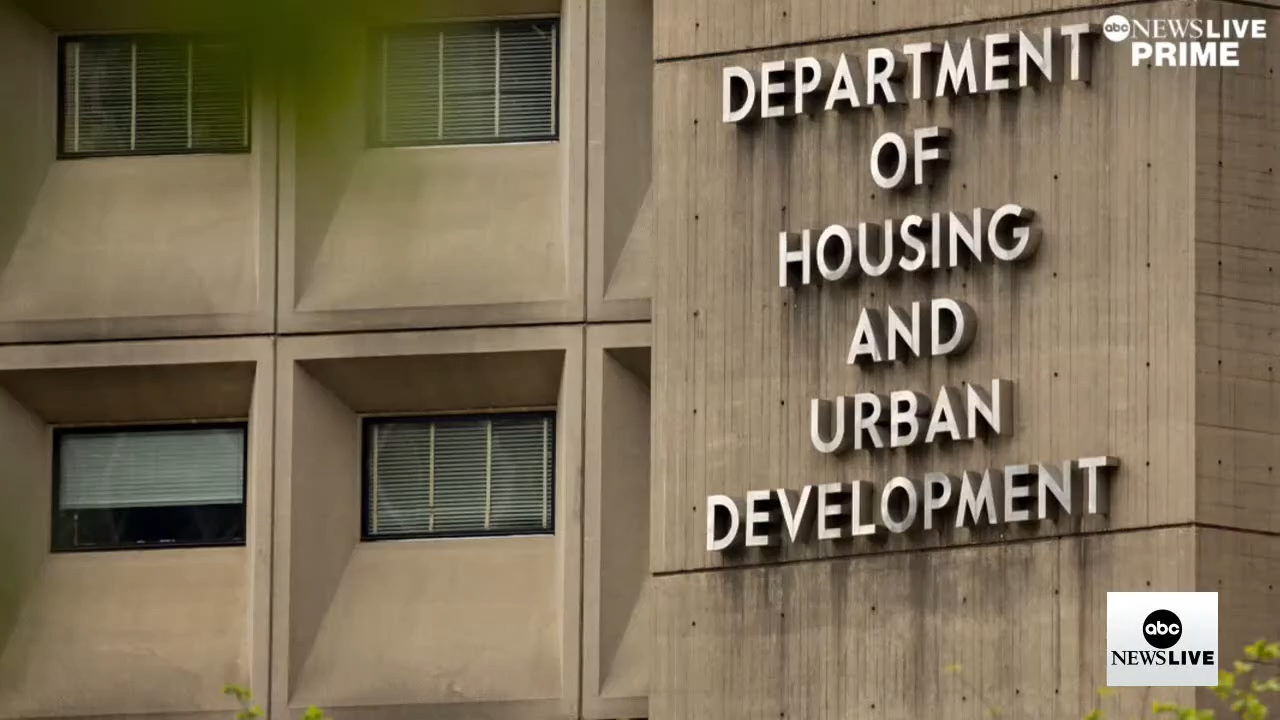 abc NEWS LIVE
PRIME
DEPARTMENT
OF
HOUSING
AND
URBAN
DEVELOPMENT
abc
NEWS LIVE